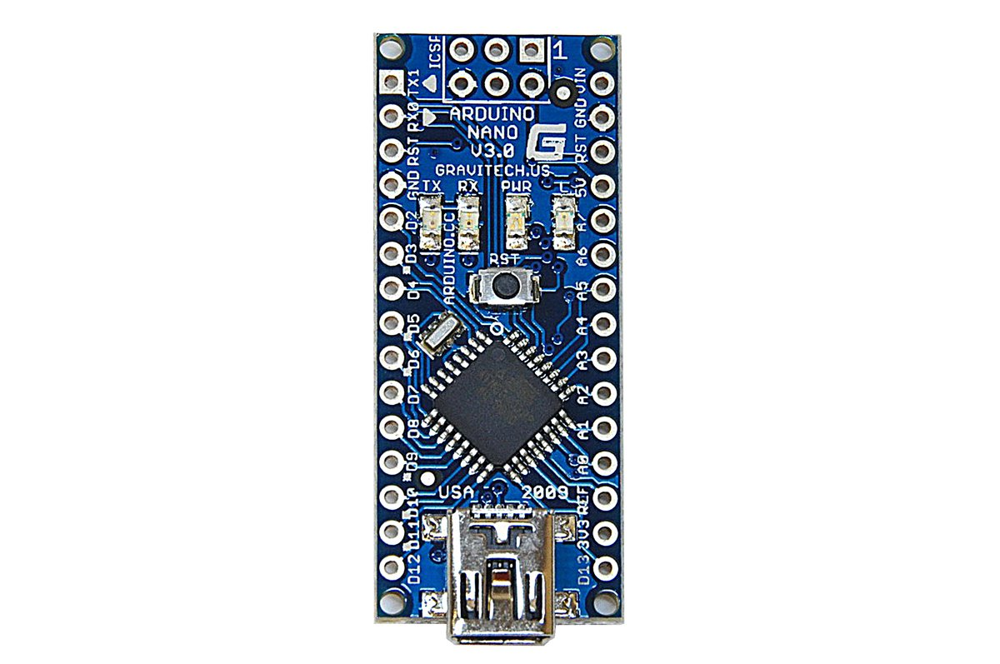 ICSP
1
TX1
RX0
RST
GND
D2
D3
D4
D5
D6
D7
D8
D9
D10
D11
D12
ARDUINO
NANO
V3.0
G
GRAVITECH.US
TX RX PWR L
ARDUINO.CC
RST
USA 2009
VIN
GND
RST
5V
A7
A6
A5
A4
A3
A2
A1
A0
REF
3V3
D13